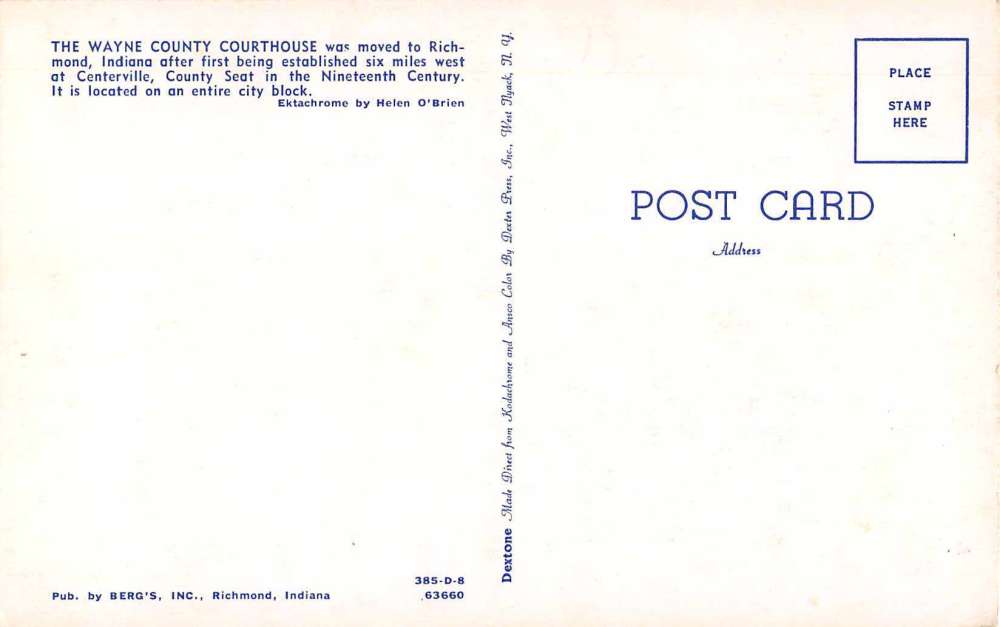 THE WAYNE COUNTY COURTHOUSE was moved to Rich-
mond, Indiana after first being established six miles west
at Centerville, County Seat in the Nineteenth Century.
It is located on an entire city block.
Ektachrome by Helen O'Brien
Pub. by BERG'S, INC., Richmond, Indiana
385-D-8
63660
Dextone Made Direct from Kodachrome and Ansco Color By Dexter Press, Inc., West Nyack, N. Y.
PLACE
STAMP
HERE
POST CARD
Address